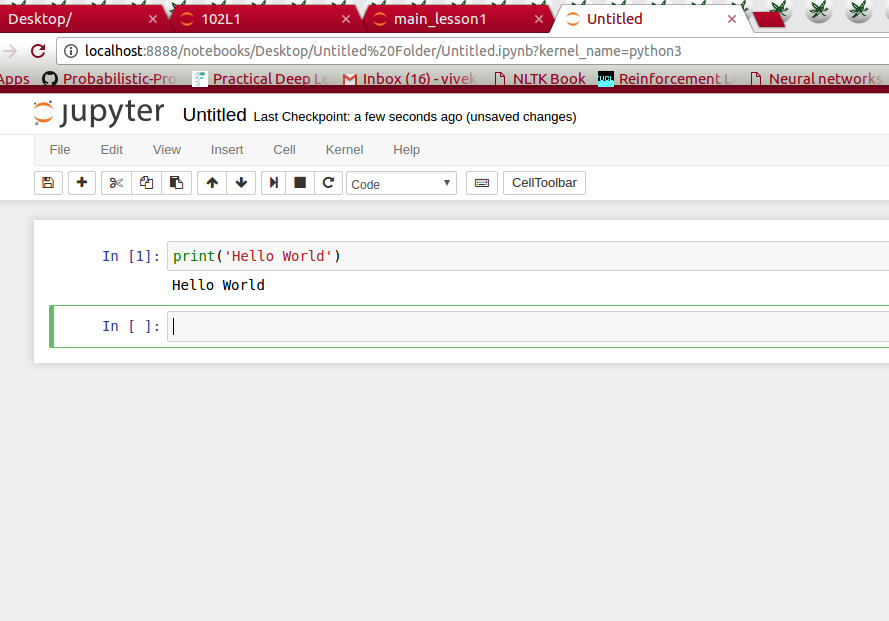 Desktop/ 102L1 main_lesson1 Untitled
localhost:8888/notebooks/Desktop/Untitled%20Folder/Untitled.ipynb?kernel_name=python3
Apps Probabilistic-Pro Practical Deep Le Inbox (16) - vivek NLTK Book Reinforcement L Neural networks
jupyter Untitled Last Checkpoint: a few seconds ago (unsaved changes)
File Edit View Insert Cell Kernel Help
Code CellToolbar
In [1]: print('Hello World')
Hello World
In [ ]: